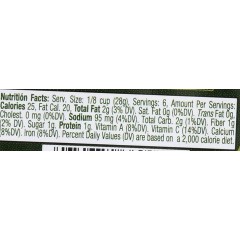 Nutrition Facts: Serv. Size: 1/8 cup (28g), Servings: 6, Amount Per Serving:
Calories 25, Fat Cal. 20, Total Fat 2g (3% DV), Sat. Fat 0g (0%DV), Trans Fat 0g,
Cholest. 0 mg (0%DV), Sodium 95 mg (4%DV), Total Carb. 2g (1%DV), Fiber 1g
(2% DV), Sugar 1g, Protein 1g, Vitamin A (8%DV), Vitamin C (14%DV), Calcium
(8%DV), Iron (8%DV). Percent Daily Values (DV) are based on a 2,000 calorie diet.